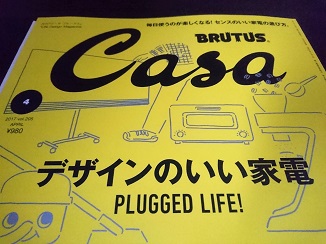 毎日使うのが楽しくなる! センスのいい家電の選び方。
BRUTUS
Casa
4
2017 vol.205
APRIL
¥980
デザインのいい家電
PLUGGED LIFE!